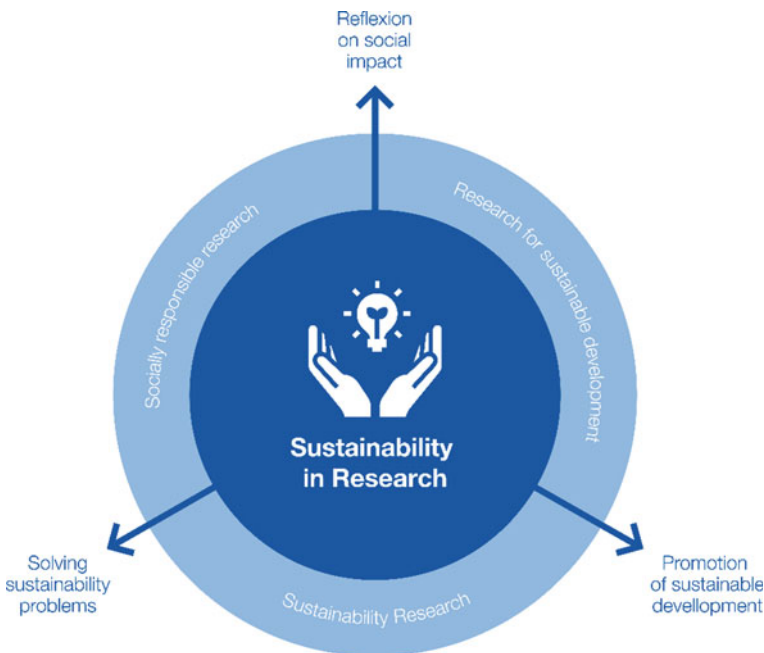 Reflexion
on social
impact
Socially responsible research
Research for sustainable development
Sustainability
in Research
Solving
sustainability
problems
Sustainability Research
Promotion
of sustainable
devellopment